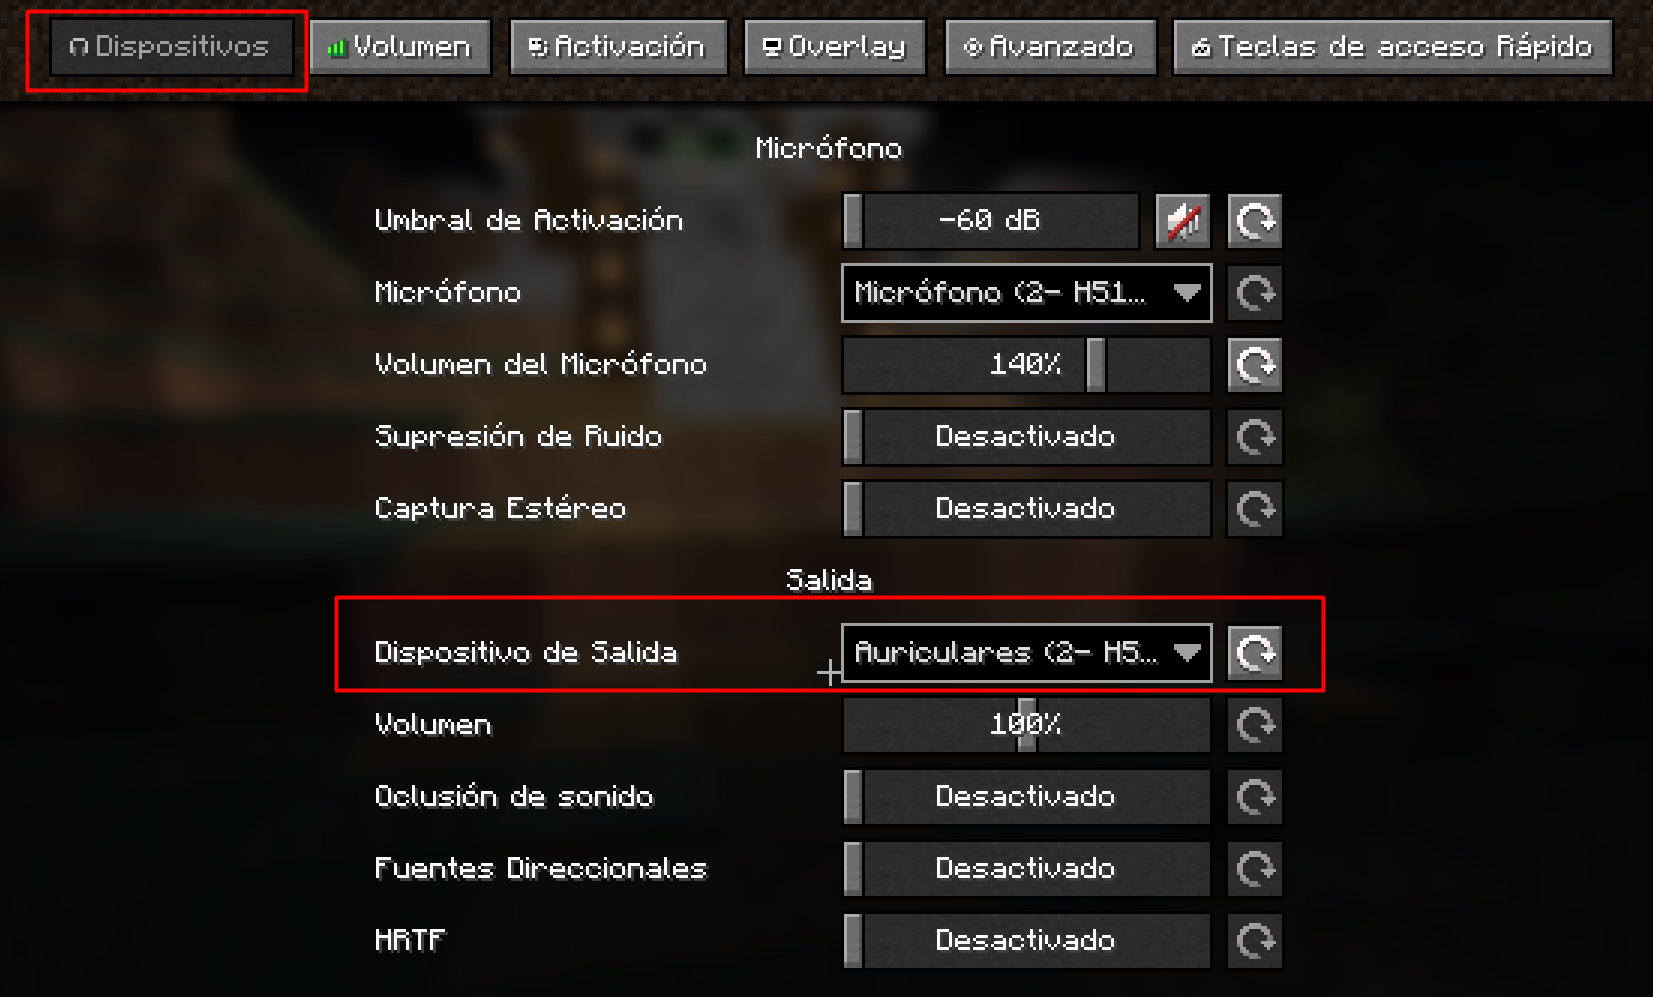 Dispositivos Volumen Activación Overlay Avanzado Teclas de acceso Rápido
Micrófono
Umbral de Activación -60 dB
Micrófono Micrófono (2- H51...
Volumen del Micrófono 140%
Supresión de Ruido Desactivado
Captura Estéreo Desactivado
Salida
Dispositivo de Salida Auriculares (2- H5...
Volumen 100%
Oclusión de sonido Desactivado
Fuentes Direccionales Desactivado
HRTF Desactivado